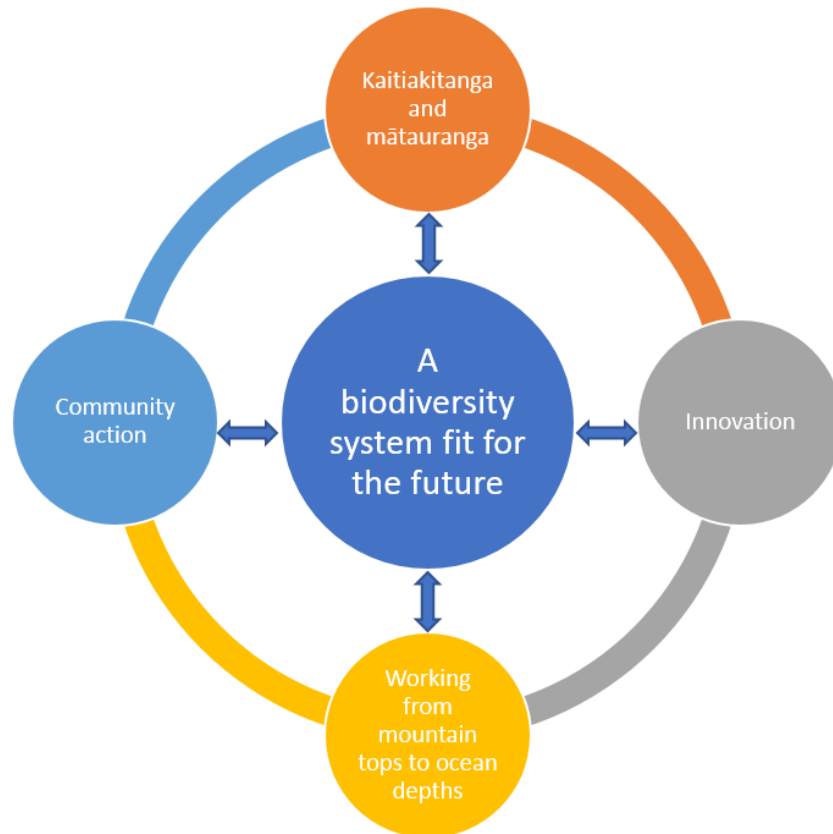 Kaitiakitanga
and
mātauranga
Community
action
A
biodiversity
system fit for
the future
Innovation
Working
from
mountain
tops to ocean
depths